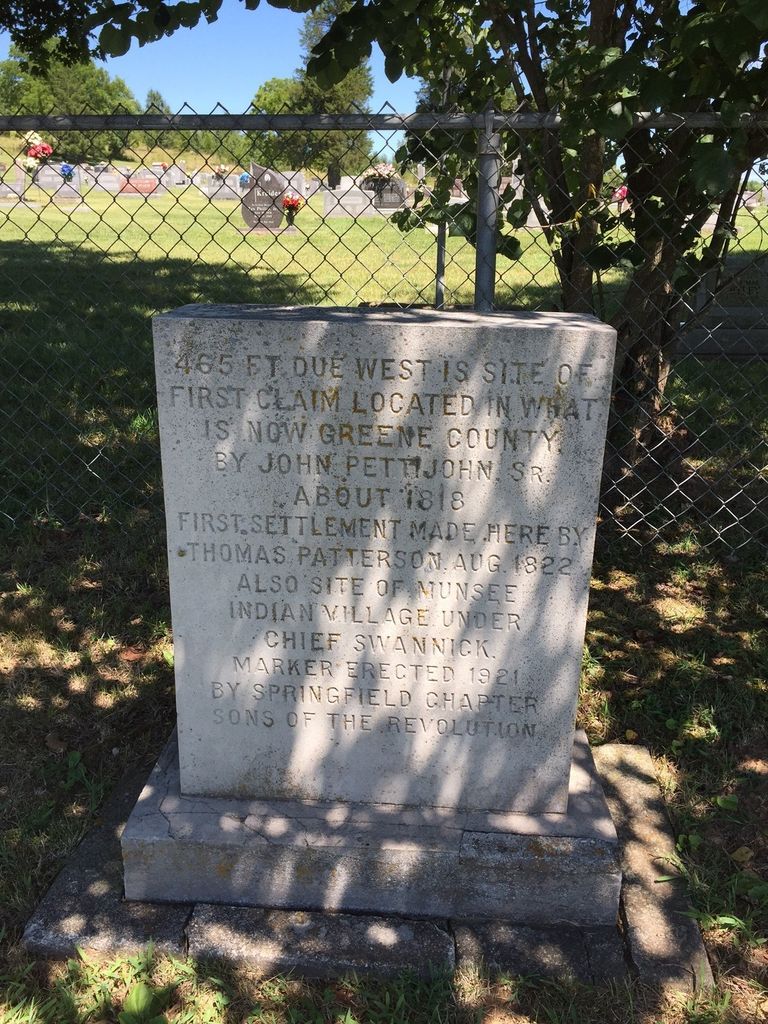 465 FT DUE WEST IS SITE OF
FIRST CLAIM LOCATED IN WHAT
IS NOW GREENE COUNTY,
BY JOHN PETTIJOHN, SR.
ABOUT 1818
FIRST SETTLEMENT MADE HERE BY
THOMAS PATTERSON, AUG. 1822
ALSO SITE OF MUNSEE
INDIAN VILLAGE UNDER
CHIEF SWANNICK.
MARKER ERECTED 1921
BY SPRINGFIELD CHAPTER
SONS OF THE REVOLUTION